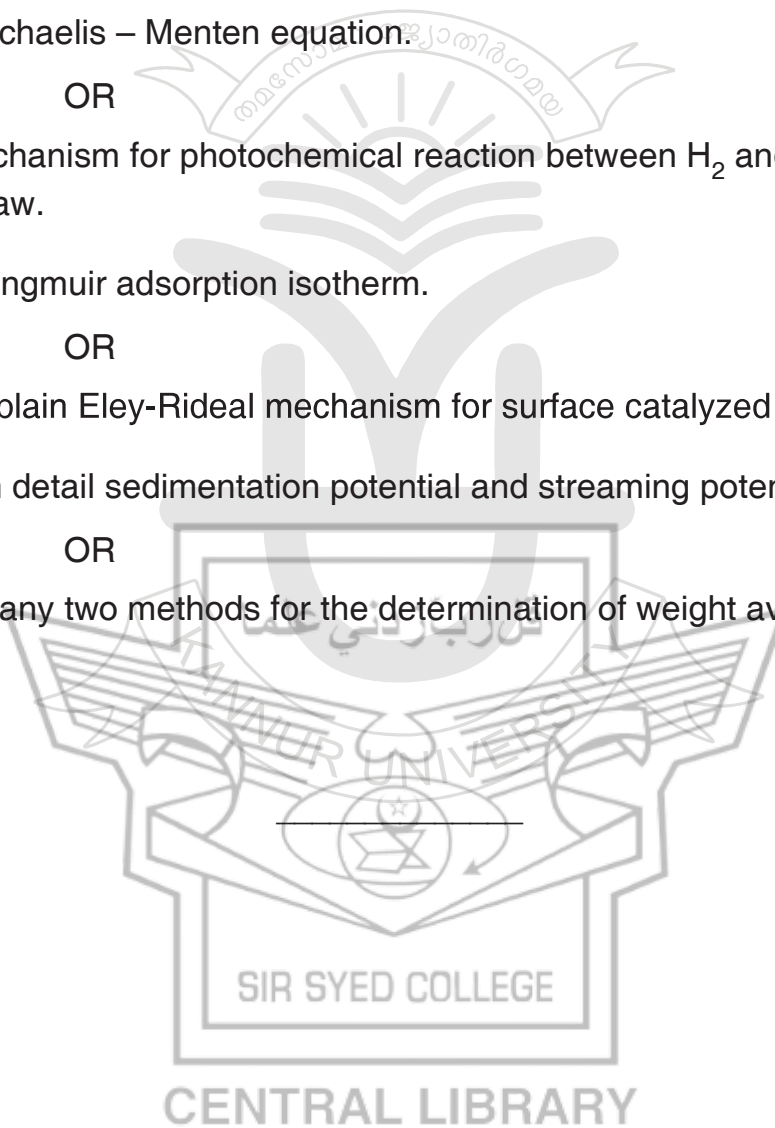 chaelis – Menten equation.
OR
chanism for photochemical reaction between H₂ and
aw.
ngmuir adsorption isotherm.
OR
plain Eley-Rideal mechanism for surface catalyzed
n detail sedimentation potential and streaming poten
OR
any two methods for the determination of weight av
KANNUR UNIVERSITY
SIR SYED COLLEGE
CENTRAL LIBRARY